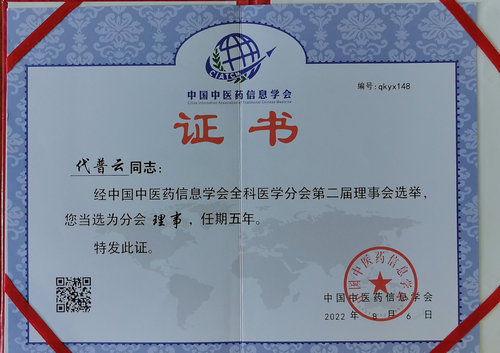 CIATCM
中国中医药信息学会
China Information Association of Traditional Chinese Medicine
编号:qkyx148
证书
代普云同志:
经中国中医药信息学会全科医学分会第二届理事会选举,
您当选为分会 理事,任期五年。
特发此证。
中国中医药信息学会
中国中医药信息学会
2022 年 8 月 6 日